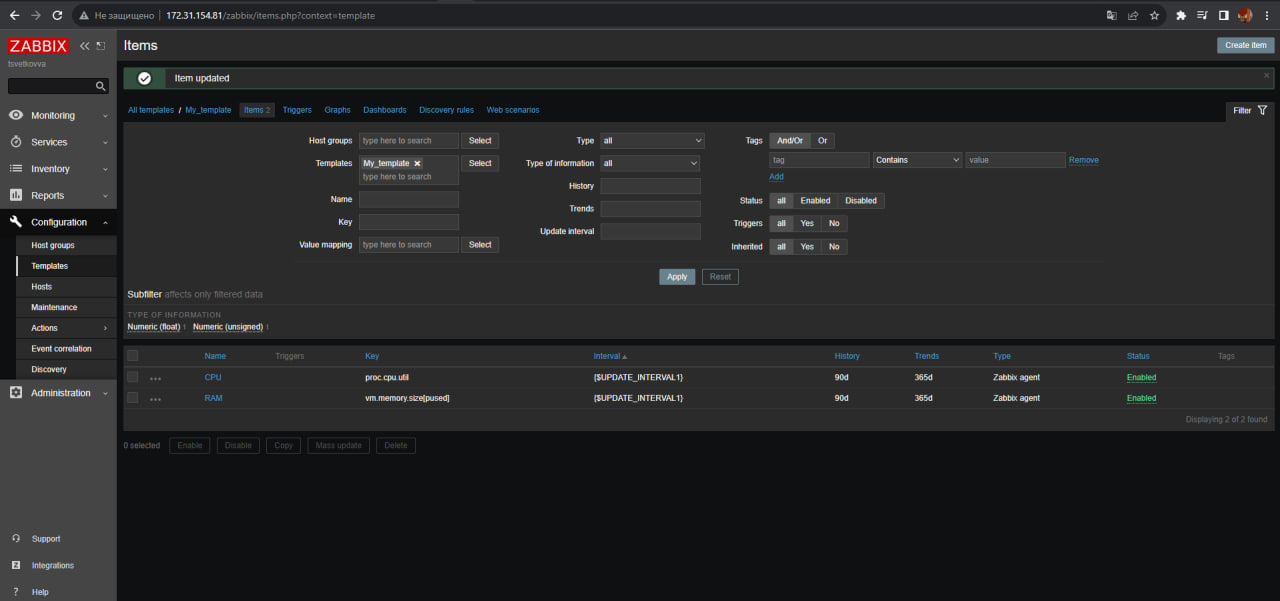 Не защищено 172.31.154.81/zabbix/items.php?context=template
ZABBIX
tsvetkovva
Items
Create item
Item updated
All templates / My_template Items 2 Triggers Graphs Dashboards Discovery rules Web scenarios
Filter
Monitoring
Services
Inventory
Reports
Configuration
Host groups
Templates
Hosts
Maintenance
Actions
Event correlation
Discovery
Administration
Support
Integrations
Help
Host groups type here to search Select
Templates My_template Select
type here to search
Name
Key
Value mapping type here to search Select
Type all
Type of information all
History
Trends
Update interval
Tags And/Or Or
tag Contains value Remove
Add
Status all Enabled Disabled
Triggers all Yes No
Inherited all Yes No
Apply Reset
Subfilter affects only filtered data
TYPE OF INFORMATION
Numeric (float) 1 Numeric (unsigned) 1
Name Triggers Key Interval History Trends Type Status Tags
CPU proc.cpu.util {$UPDATE_INTERVAL1} 90d 365d Zabbix agent Enabled
RAM vm.memory.size[pused] {$UPDATE_INTERVAL1} 90d 365d Zabbix agent Enabled
Displaying 2 of 2 found
0 selected Enable Disable Copy Mass update Delete